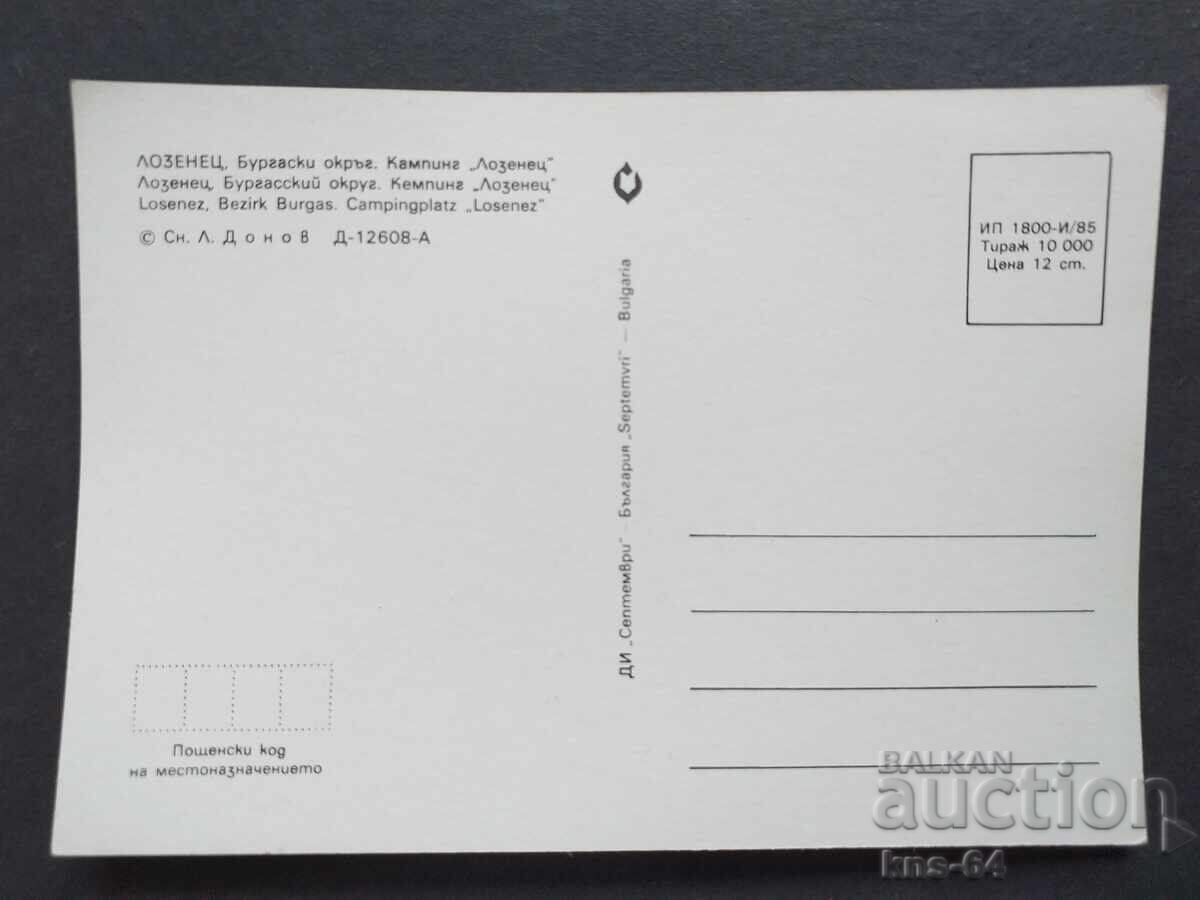 ЛОЗЕНЕЦ, Бургаски окръг. Кампинг „Лозенец"
Лозенец, Бургасский округ. Кемпинг „Лозенец"
Losenez, Bezirk Burgas. Campingplatz „Losenez"
© Сн. Л. Донов Д-12608-А
ИП 1800-И/85
Тираж 10 000
Цена 12 ст.
ДИ „Септември" – България „Septemvri" — Bulgaria
Пощенски код
на местоназначението
BALKAN
auction
kns-64